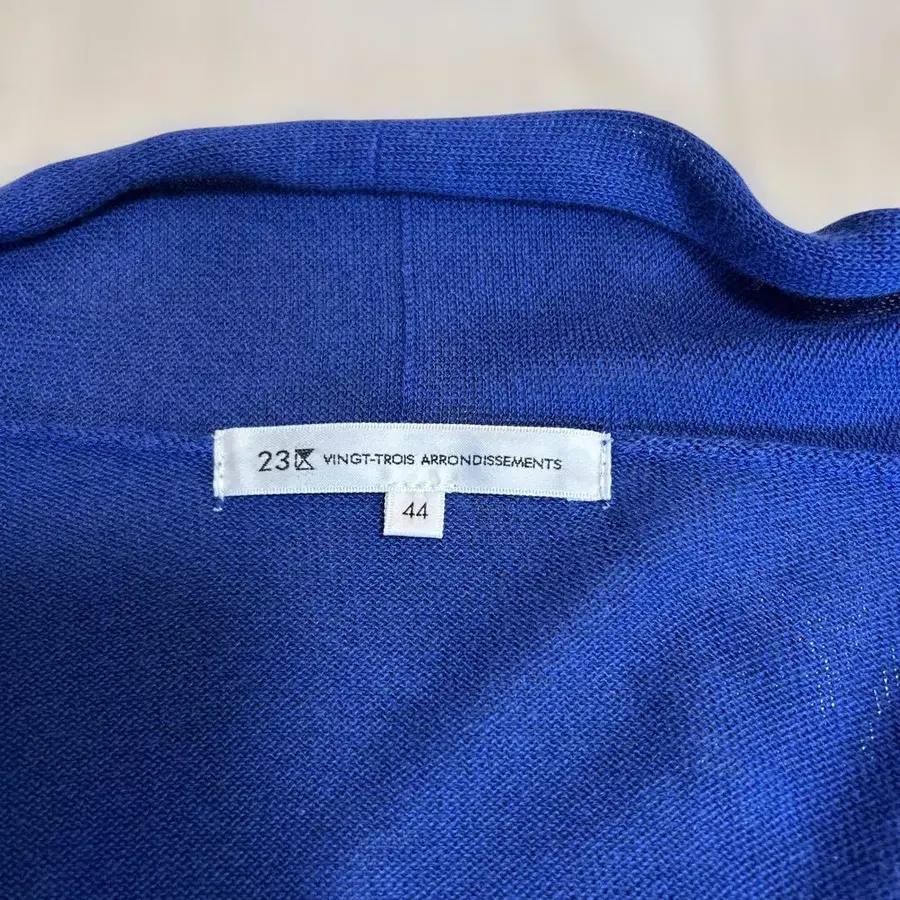 23区 VINGT-TROIS ARRONDISSEMENTS
44